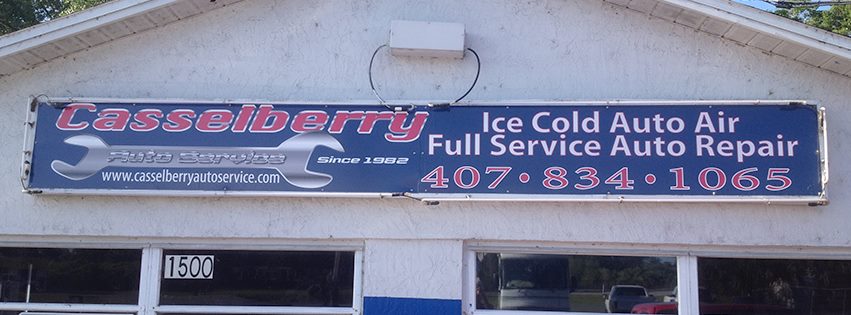 Casselberry
Auto Service
Since 1982
www.casselberryautoservice.com
Ice Cold Auto Air
Full Service Auto Repair
407 • 834 • 1065
1500